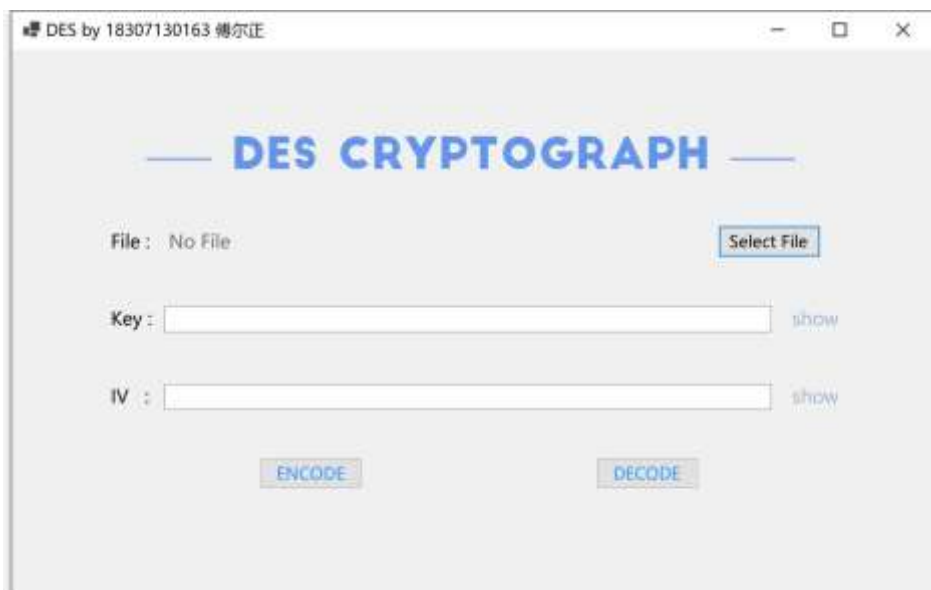 DES by 18307130163 傅尔正
DES CRYPTOGRAPH
File : No File Select File
Key : show
IV : show
ENCODE DECODE